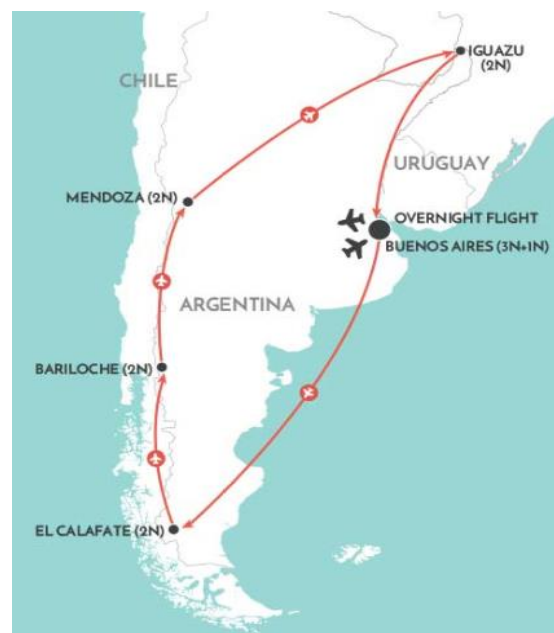 IGUAZU
(2N)
CHILE
URUGUAY
MENDOZA (2N)
OVERNIGHT FLIGHT
BUENOS AIRES (3N+1N)
ARGENTINA
BARILOCHE (2N)
EL CALAFATE (2N)